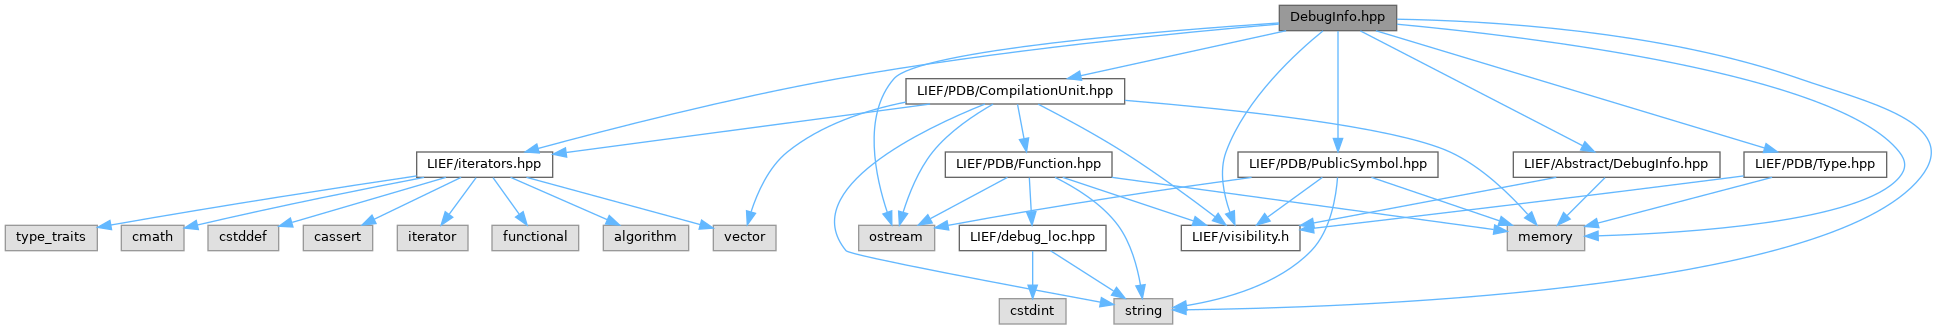 DebugInfo.hpp
LIEF/PDB/CompilationUnit.hpp
LIEF/iterators.hpp
LIEF/PDB/Function.hpp
LIEF/PDB/PublicSymbol.hpp
LIEF/Abstract/DebugInfo.hpp
LIEF/PDB/Type.hpp
type_traits
cmath
cstddef
cassert
iterator
functional
algorithm
vector
ostream
LIEF/debug_loc.hpp
LIEF/visibility.h
memory
cstdint
string